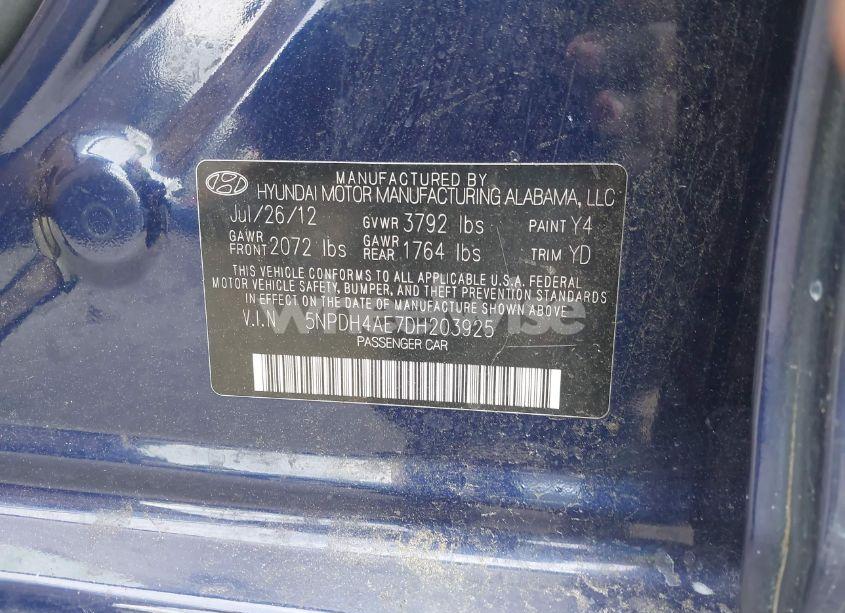 MANUFACTURED BY
HYUNDAI MOTOR MANUFACTURING ALABAMA, LLC
Jul/26/12 GVWR 3792 lbs PAINT Y4
GAWR FRONT 2072 lbs GAWR REAR 1764 lbs TRIM YD
THIS VEHICLE CONFORMS TO ALL APPLICABLE U.S.A. FEDERAL
MOTOR VEHICLE SAFETY, BUMPER, AND THEFT PREVENTION STANDARDS
IN EFFECT ON THE DATE OF MANUFACTURE SHOWN ABOVE
V.I.N 5NPDH4AE7DH203925
PASSENGER CAR